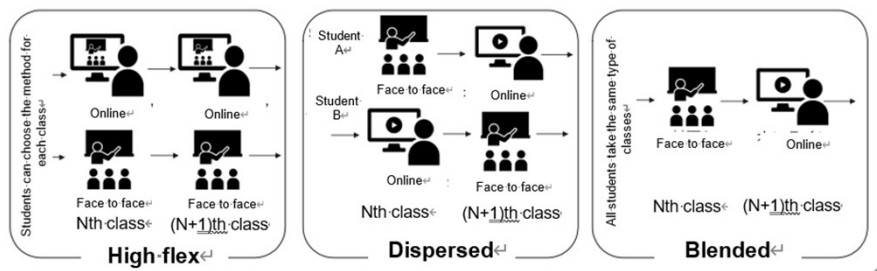 Students can choose the method for
each class
Online
Online
Face to face
Face to face
Nth class
(N+1)th class
High flex
Student
A
Face to face
Online
Student
B
Online
Face to face
Nth class
(N+1)th class
Dispersed
All students take the same type of
classes
Face to face
Online
Nth class
(N+1)th class
Blended